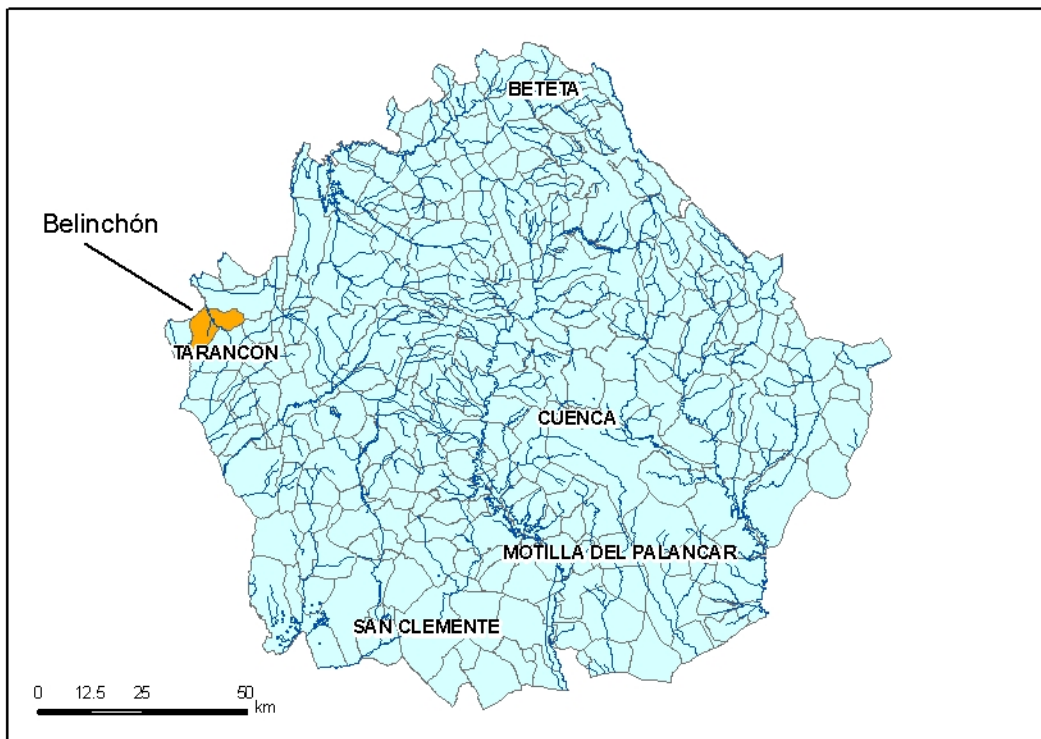 BETETA
Belinchón
TARANCON
CUENCA
MOTILLA DEL PALANCAR
SAN CLEMENTE
0 12.5 25 50
km